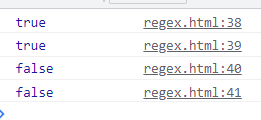 true regex.html:38
true regex.html:39
false regex.html:40
false regex.html:41